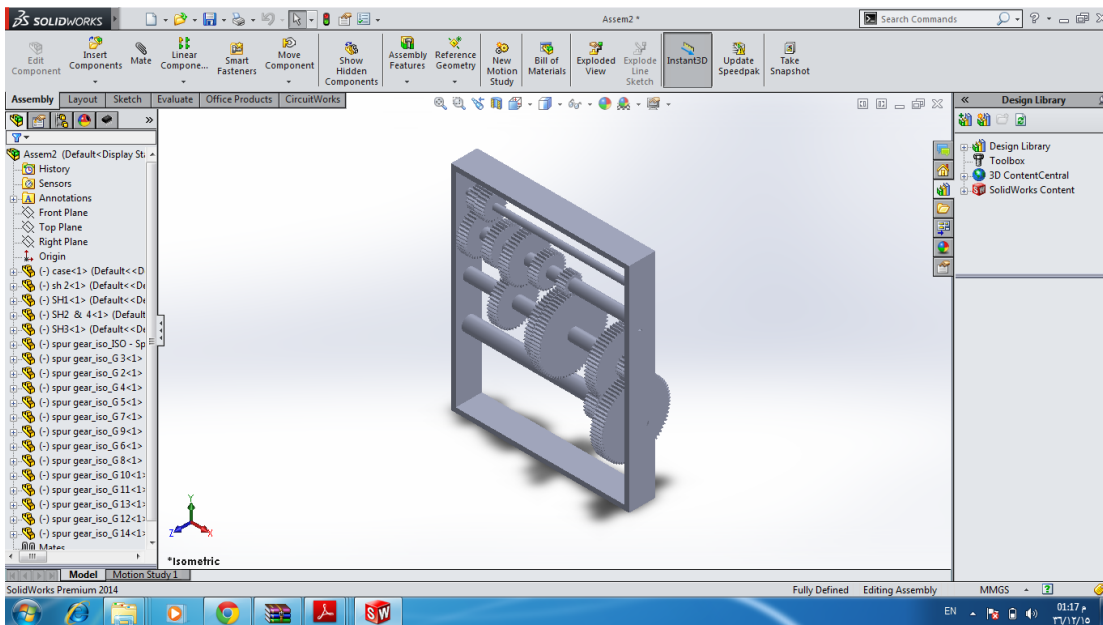 SOLIDWORKS
Assem2 *
Search Commands
Edit Component
Insert Components
Mate
Linear Compone...
Smart Fasteners
Move Component
Show Hidden Components
Assembly Features
Reference Geometry
New Motion Study
Bill of Materials
Exploded View
Explode Line Sketch
Instant3D
Update Speedpak
Take Snapshot
Assembly Layout Sketch Evaluate Office Products CircuitWorks
Design Library
Assem2 (Default<Display St
History
Sensors
Annotations
Front Plane
Top Plane
Right Plane
Origin
(-) case<1> (Default<<D
(-) sh 2<1> (Default<<De
(-) SH1<1> (Default<<De
(-) SH2 & 4<1> (Default
(-) SH3<1> (Default<<De
(-) spur gear_iso_ISO - Sp
(-) spur gear_iso_G 3<1>
(-) spur gear_iso_G 2<1>
(-) spur gear_iso_G 4<1>
(-) spur gear_iso_G 5<1>
(-) spur gear_iso_G 7<1>
(-) spur gear_iso_G 9<1>
(-) spur gear_iso_G 6<1>
(-) spur gear_iso_G 8<1>
(-) spur gear_iso_G 10<1>
(-) spur gear_iso_G 11<1>
(-) spur gear_iso_G 13<1>
(-) spur gear_iso_G 12<1>
(-) spur gear_iso_G 14<1>
Mates
Design Library
Toolbox
3D ContentCentral
SolidWorks Content
Y
Z X
*Isometric
Model Motion Study 1
SolidWorks Premium 2014
Fully Defined Editing Assembly MMGS
EN
01:17 م